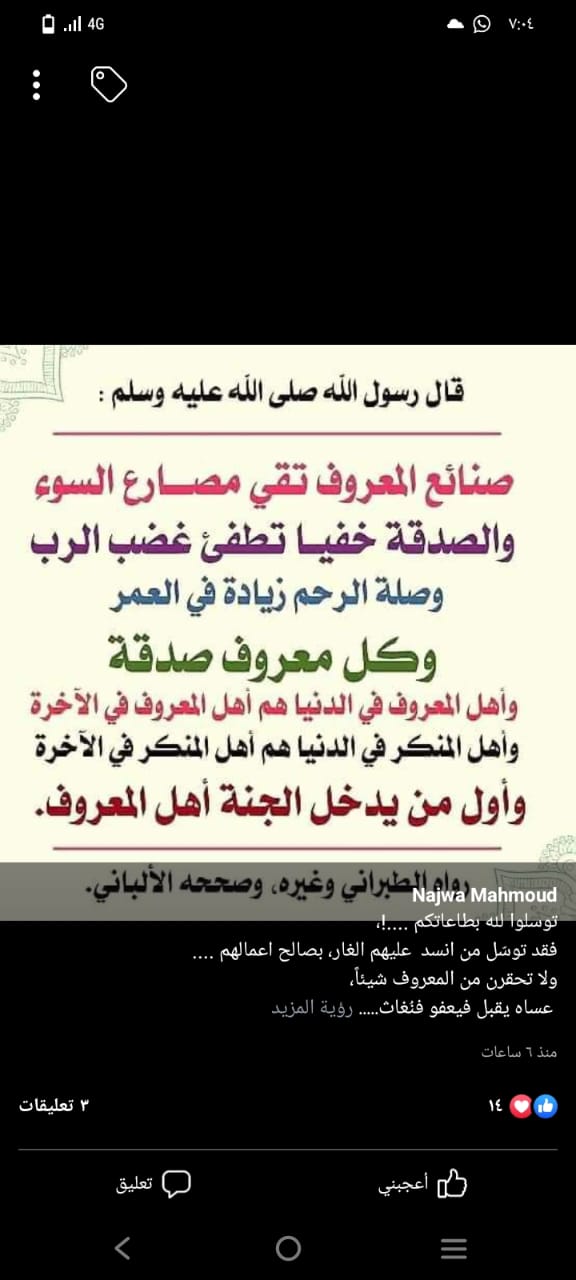 4G
٧:٠٤
قال رسول الله صلى الله عليه وسلم :
صنائع المعروف تقي مصارع السوء
والصدقة خفيا تطفئ غضب الرب
وصلة الرحم زيادة في العمر
وكل معروف صدقة
وأهل المعروف في الدنيا هم أهل المعروف في الآخرة
وأهل المنكر في الدنيا هم أهل المنكر في الآخرة
وأول من يدخل الجنة أهل المعروف.
رواه الطبراني وغيره، وصححه الألباني.
Najwa Mahmoud
توسلوا لله بطاعاتكم ....!،
فقد توسّل من انسد عليهم الغار، بصالح اعمالهم ....
ولا تحقرن من المعروف شيئاً،
عساه يقبل فيعفو فنُغاث..... رؤية المزيد
منذ ٦ ساعات
١٤
٣ تعليقات
أعجبني
تعليق